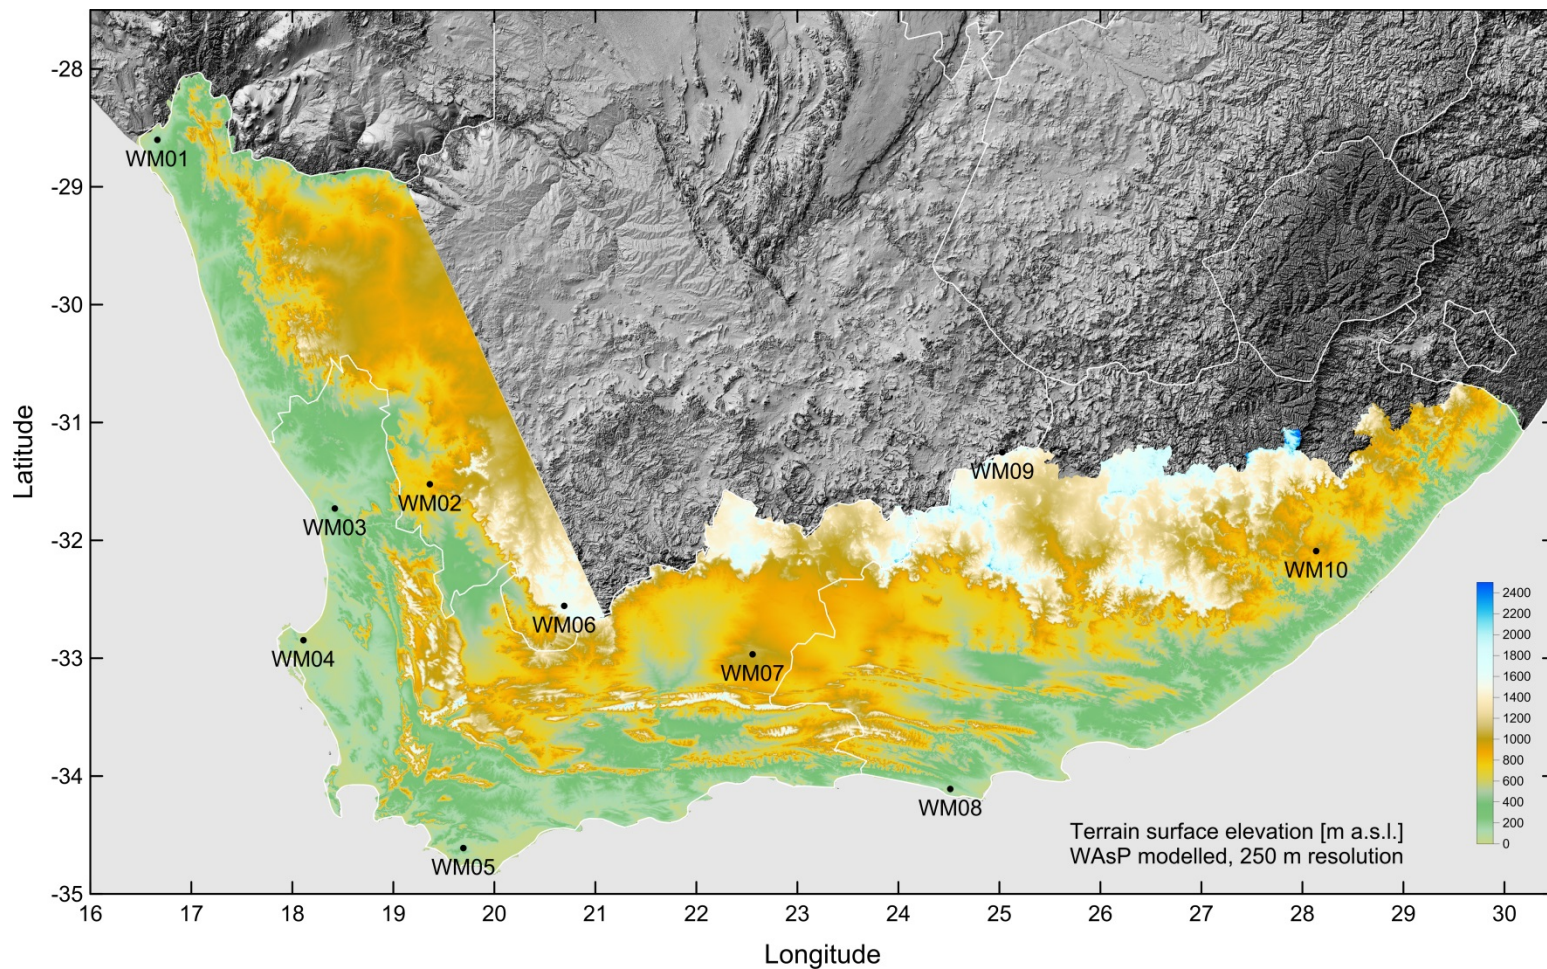 -28
-29
-30
-31
-32
-33
-34
-35
Latitude
WM01
WM02
WM03
WM04
WM05
WM06
WM07
WM08
WM09
WM10
2400
2200
2000
1800
1600
1400
1200
1000
800
600
400
200
0
Terrain surface elevation [m a.s.l.]
WAsP modelled, 250 m resolution
16 17 18 19 20 21 22 23 24 25 26 27 28 29 30
Longitude